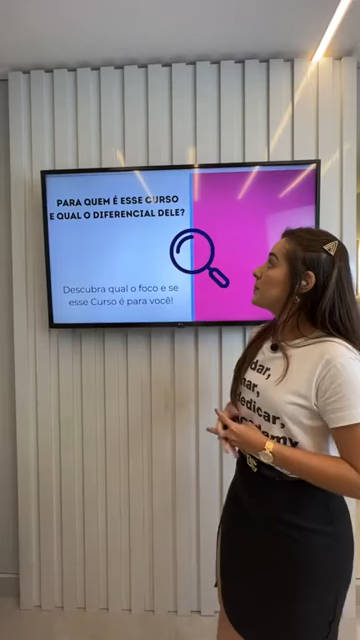 PARA QUEM É ESSE CURSO
E QUAL O DIFERENCIAL DELE?
Descubra qual o foco e se
esse Curso é para você!